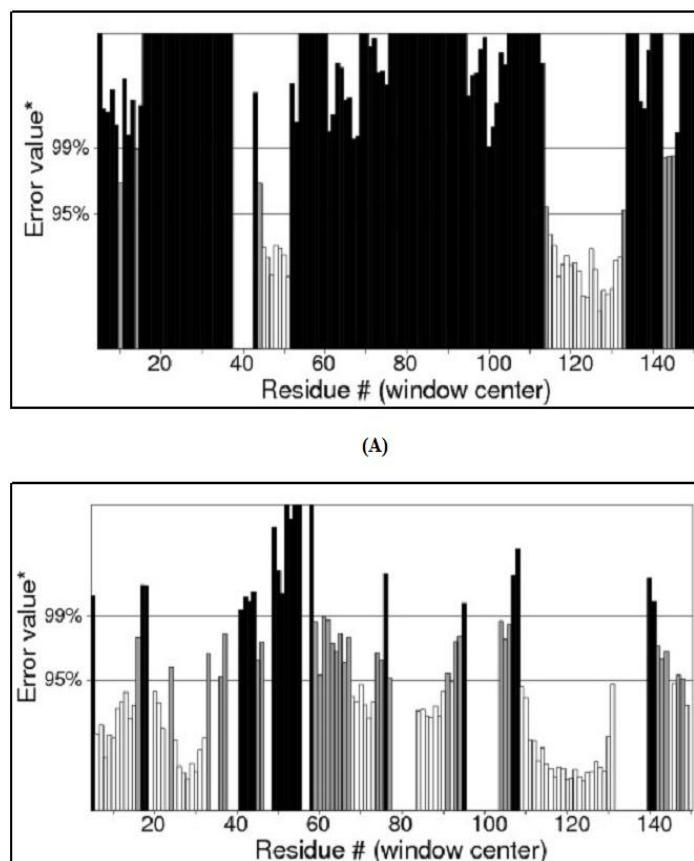 Error value*
99%
95%
20 40 60 80 100 120 140
Residue # (window center)
(A)
Error value*
99%
95%
20 40 60 80 100 120 140
Residue # (window center)